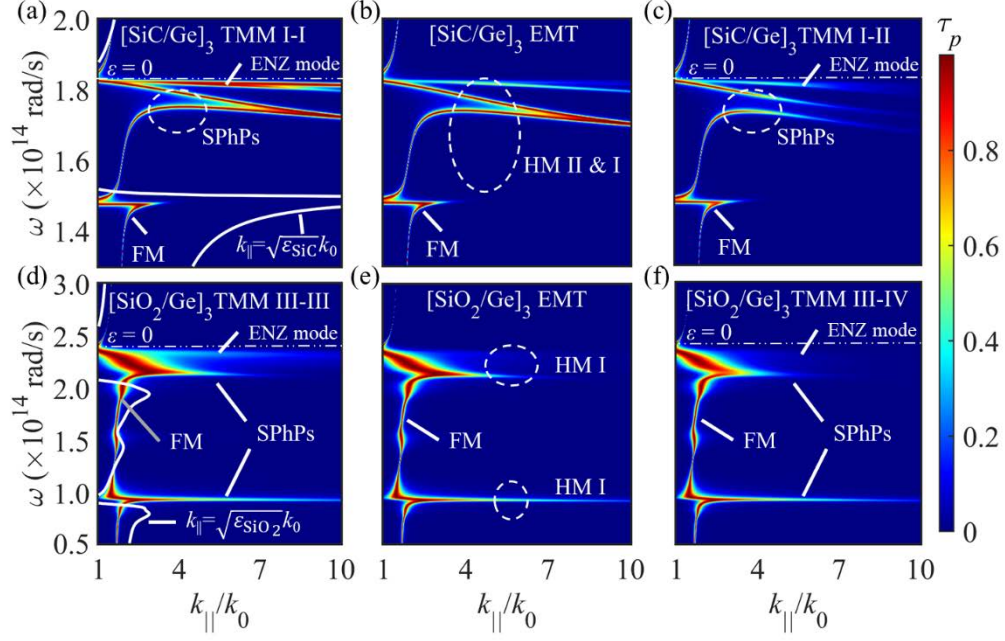 (a) (b) (c)
2.0
1.8
1.6
1.4
ω (×10¹⁴ rad/s)
[SiC/Ge]₃ TMM I-I
ε = 0
ENZ mode
SPhPs
FM
k||=√εSiC k₀
[SiC/Ge]₃ EMT
HM II & I
FM
[SiC/Ge]₃ TMM I-II
ε = 0
ENZ mode
SPhPs
FM
τp
0.8
0.6
0.4
0.2
0
(d) (e) (f)
3.0
2.5
2.0
1.5
1.0
0.5
ω (×10¹⁴ rad/s)
[SiO₂/Ge]₃ TMM III-III
ε = 0
ENZ mode
FM
SPhPs
k||=√εSiO₂ k₀
1 4 7 10
k||/k₀
[SiO₂/Ge]₃ EMT
HM I
FM
HM I
1 4 7 10
k||/k₀
[SiO₂/Ge]₃ TMM III-IV
ε = 0
ENZ mode
FM
SPhPs
1 4 7 10
k||/k₀